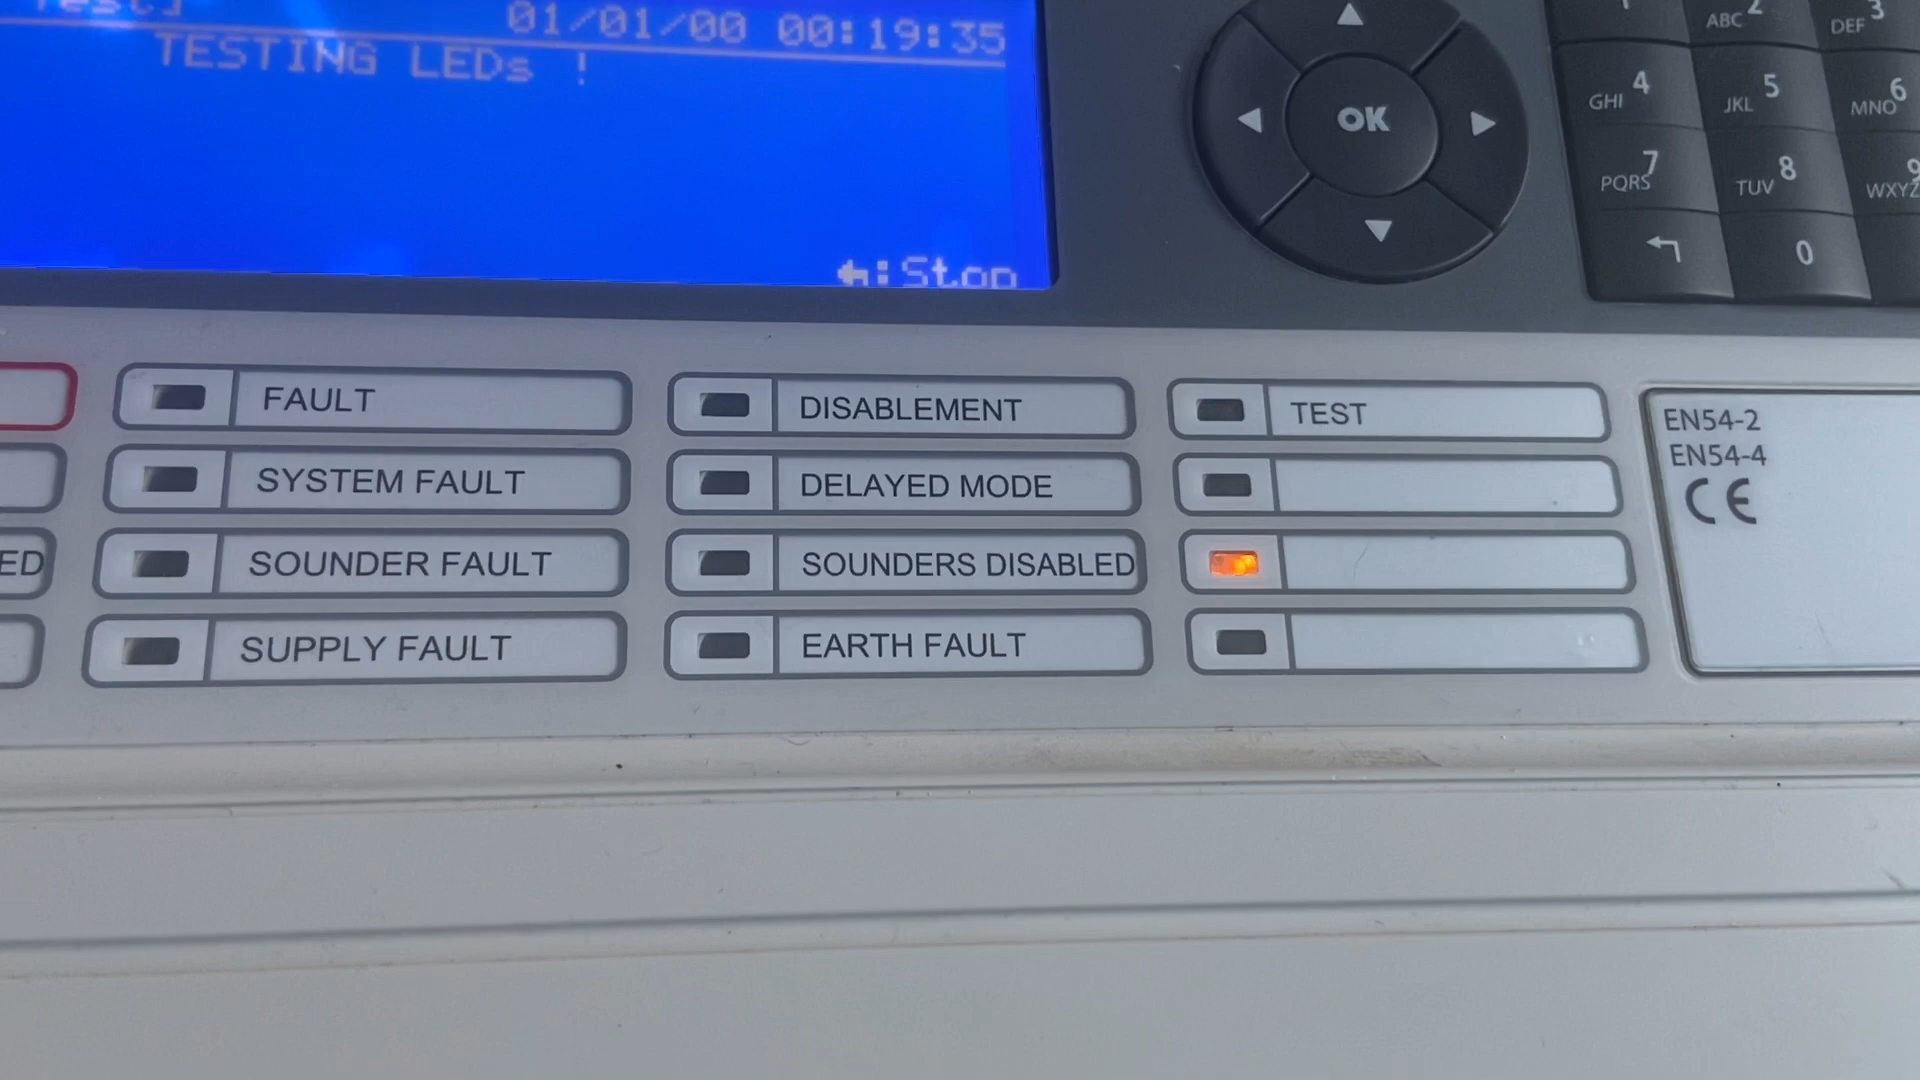 01/01/00 00:19:35
TESTING LEDs !
:Stop
OK
ABC 2
DEF 3
GHI 4
JKL 5
MNO 6
PQRS 7
TUV 8
WXYZ 9
0
FAULT
DISABLEMENT
TEST
SYSTEM FAULT
DELAYED MODE
ED
SOUNDER FAULT
SOUNDERS DISABLED
SUPPLY FAULT
EARTH FAULT
EN54-2
EN54-4
CE